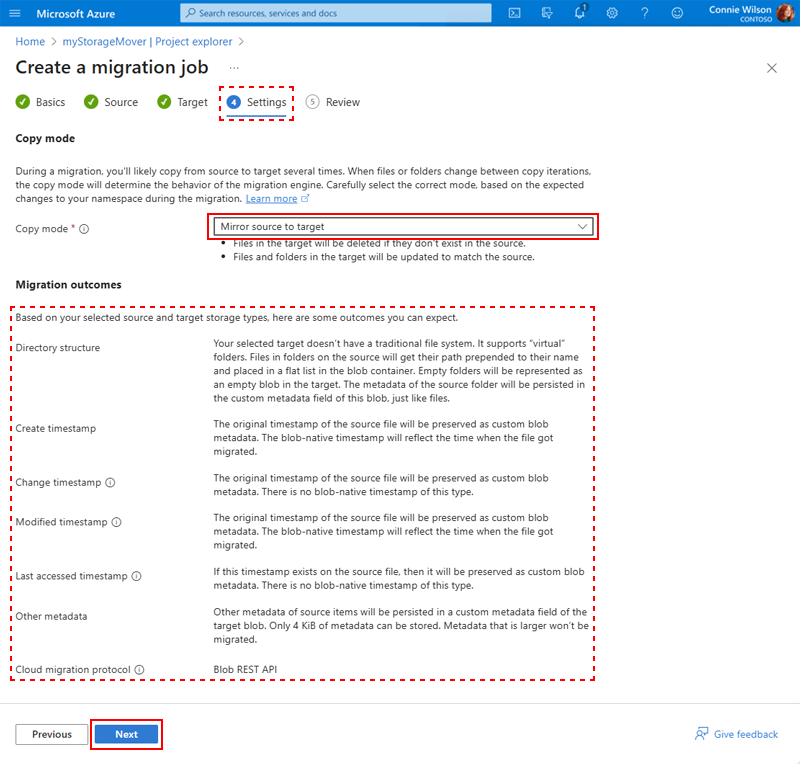 Microsoft Azure
Search resources, services and docs
1
Connie Wilson
CONTOSO
Home > myStorageMover | Project explorer >
Create a migration job ...
Basics Source Target 4 Settings 5 Review
Copy mode
During a migration, you'll likely copy from source to target several times. When files or folders change between copy iterations,
the copy mode will determine the behavior of the migration engine. Carefully select the correct mode, based on the expected
changes to your namespace during the migration. Learn more
Copy mode * Mirror source to target
• Files in the target will be deleted if they don't exist in the source.
• Files and folders in the target will be updated to match the source.
Migration outcomes
Based on your selected source and target storage types, here are some outcomes you can expect.
Directory structure
Your selected target doesn't have a traditional file system. It supports "virtual"
folders. Files in folders on the source will get their path prepended to their name
and placed in a flat list in the blob container. Empty folders will be represented as
an empty blob in the target. The metadata of the source folder will be persisted in
the custom metadata field of this blob, just like files.
Create timestamp
The original timestamp of the source file will be preserved as custom blob
metadata. The blob-native timestamp will reflect the time when the file got
migrated.
Change timestamp
The original timestamp of the source file will be preserved as custom blob
metadata. There is no blob-native timestamp of this type.
Modified timestamp
The original timestamp of the source file will be preserved as custom blob
metadata. The blob-native timestamp will reflect the time when the file got
migrated.
Last accessed timestamp
If this timestamp exists on the source file, then it will be preserved as custom blob
metadata. There is no blob-native timestamp of this type.
Other metadata
Other metadata of source items will be persisted in a custom metadata field of the
target blob. Only 4 KiB of metadata can be stored. Metadata that is larger won't be
migrated.
Cloud migration protocol
Blob REST API
Previous Next Give feedback